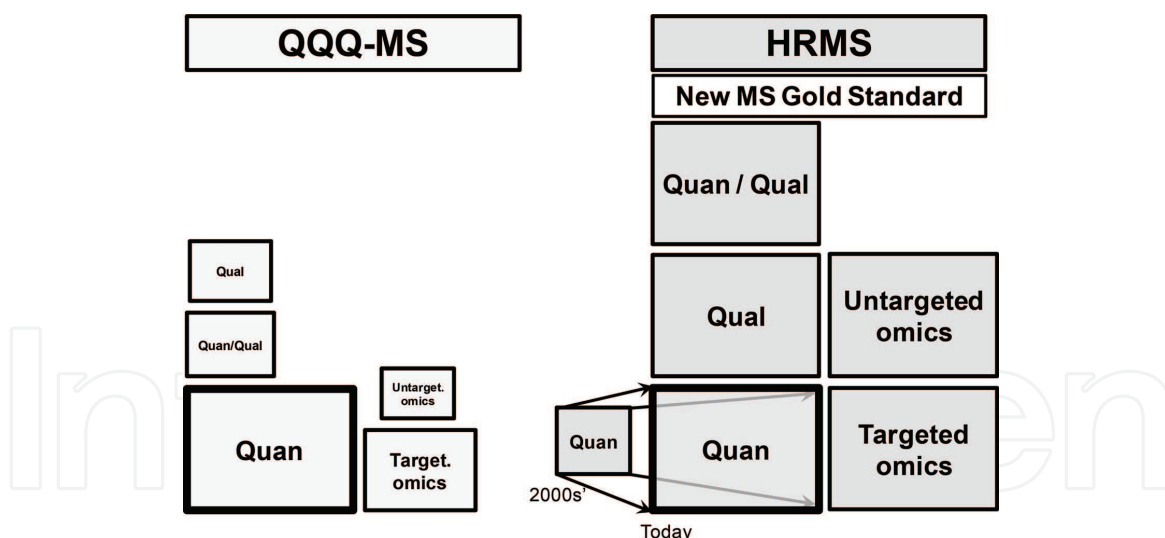 QQQ-MS
Qual
Quan/Qual
Quan
Untarget.
omics
Target.
omics
HRMS
New MS Gold Standard
Quan / Qual
Qual
Untargeted
omics
Quan
2000s'
Quan
Today
Targeted
omics